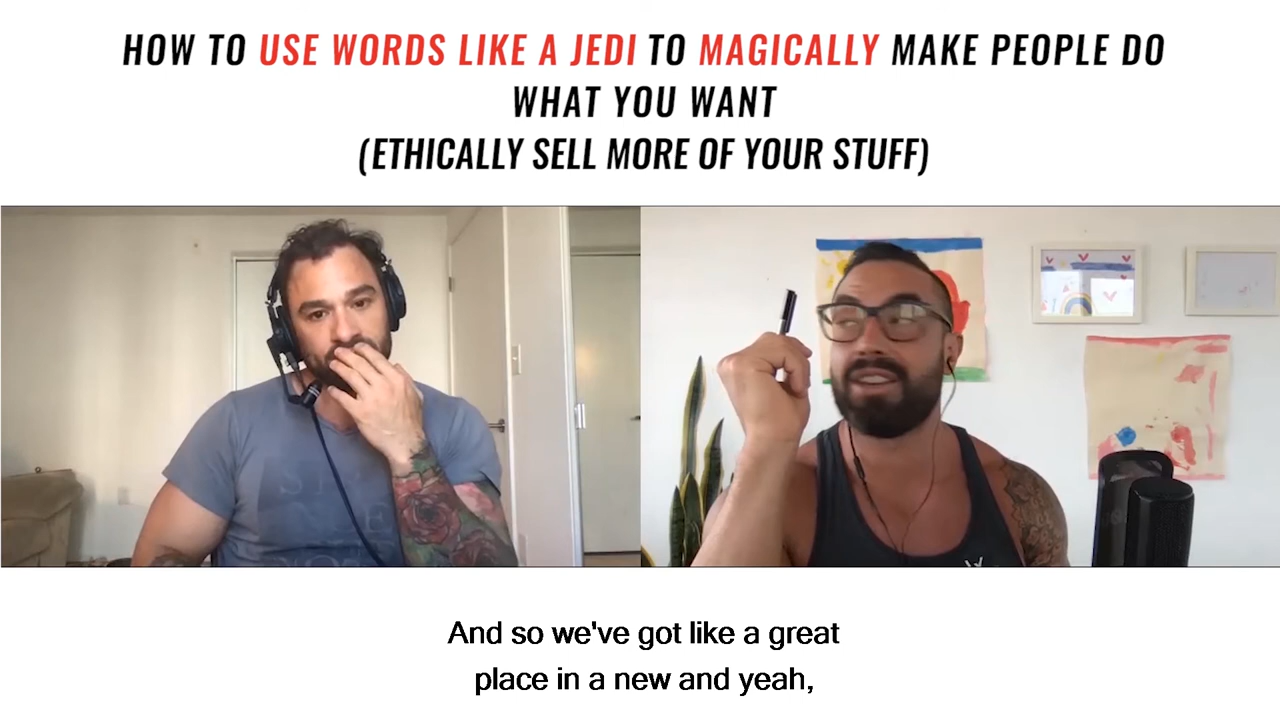 HOW TO USE WORDS LIKE A JEDI TO MAGICALLY MAKE PEOPLE DO
WHAT YOU WANT
(ETHICALLY SELL MORE OF YOUR STUFF)
And so we've got like a great
place in a new and yeah,